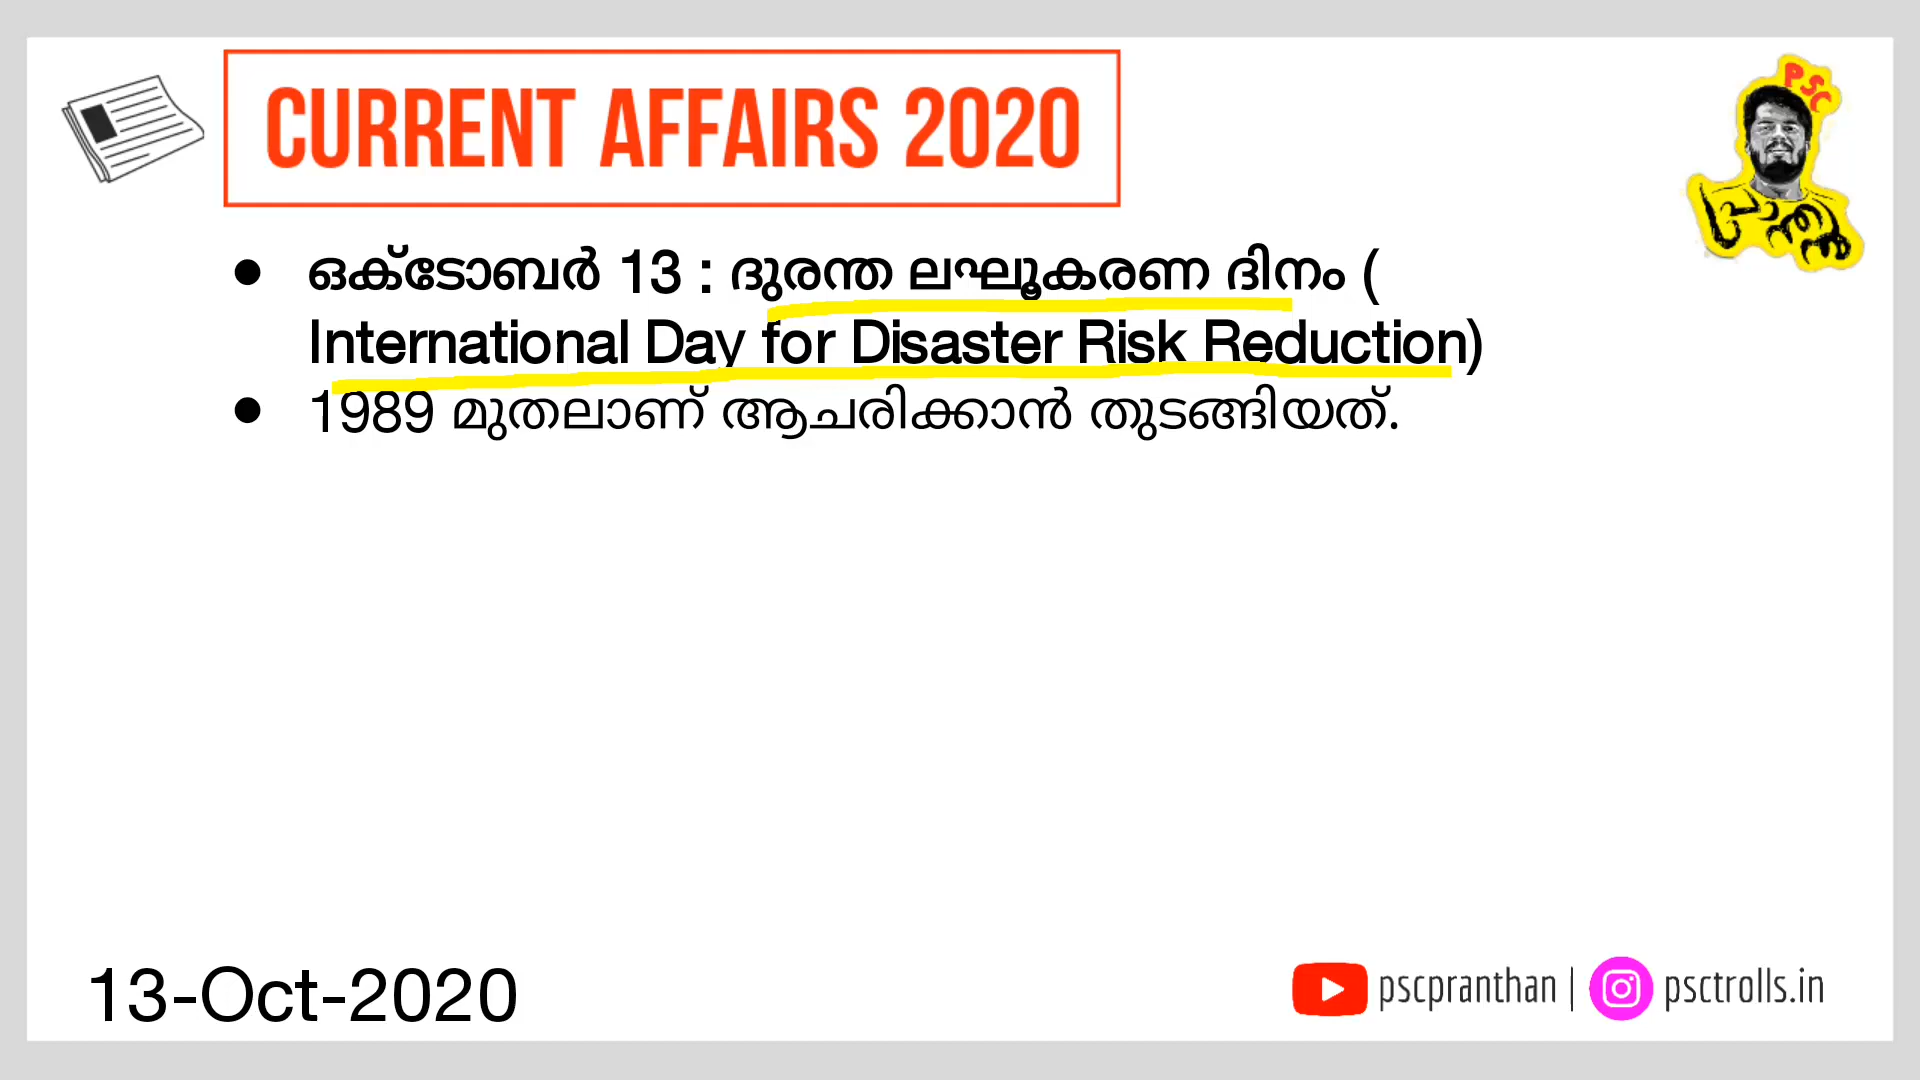 CURRENT AFFAIRS 2020
PSC
പ്രാന്തൻ
● ഒക്ടോബർ 13 : ദുരന്ത ലഘൂകരണ ദിനം (
International Day for Disaster Risk Reduction)
● 1989 മുതലാണ് ആചരിക്കാൻ തുടങ്ങിയത്.
13-Oct-2020
pscpranthan | psctrolls.in